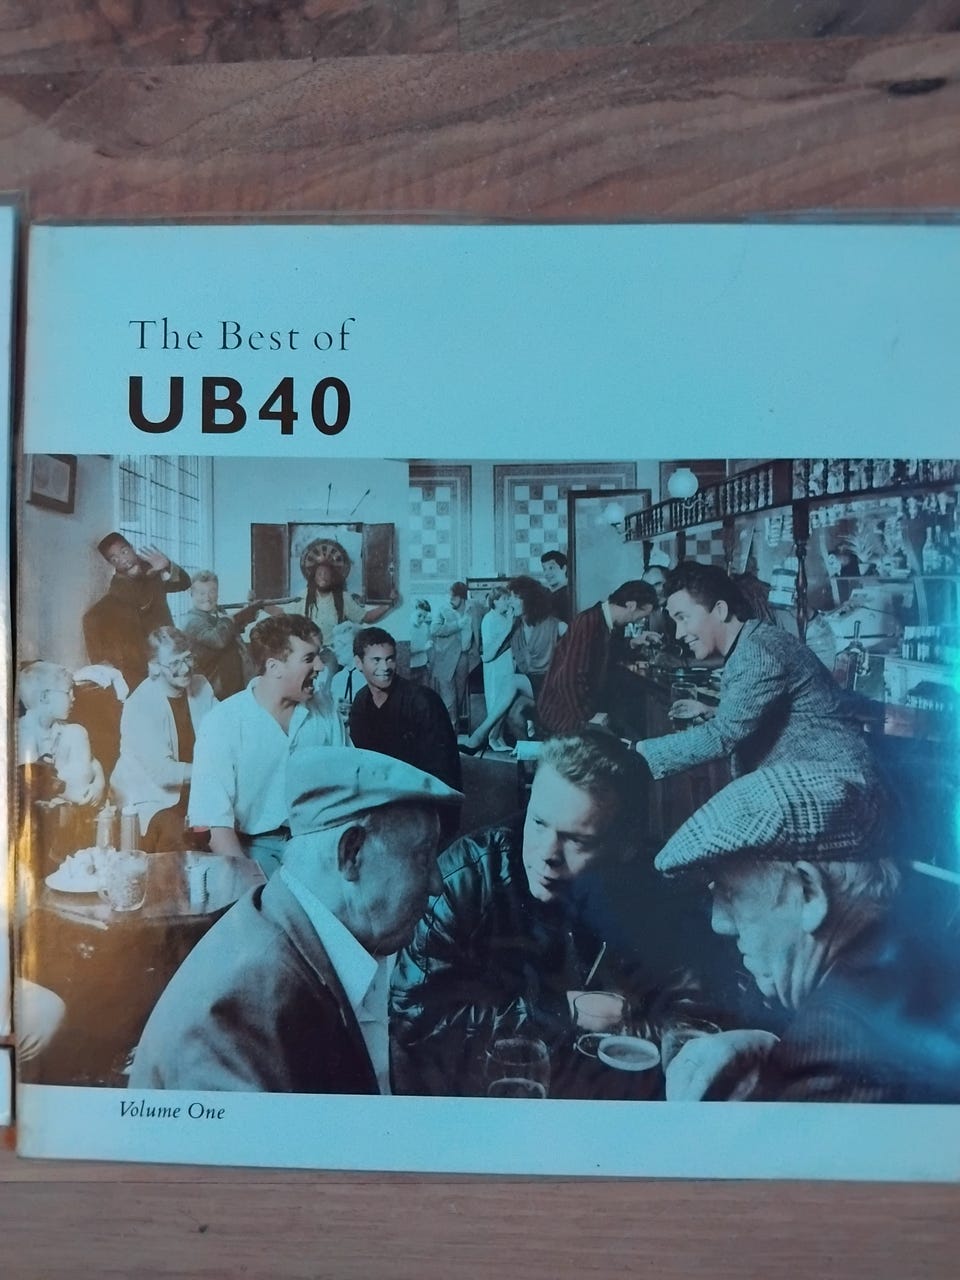 The Best of
UB40
Volume One